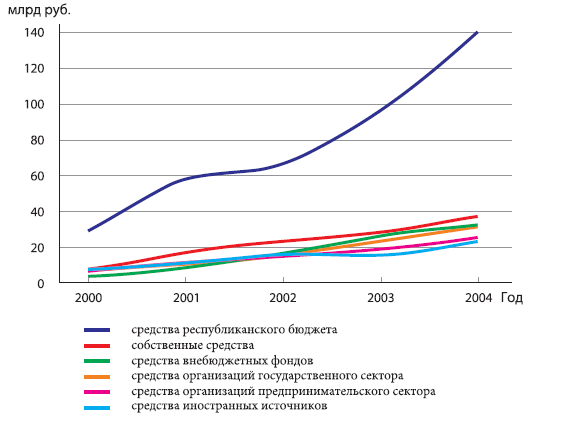 млрд руб.
140
120
100
80
60
40
20
0
2000 2001 2002 2003 2004 Год
средства республиканского бюджета
собственные средства
средства внебюджетных фондов
средства организаций государственного сектора
средства организаций предпринимательского сектора
средства иностранных источников